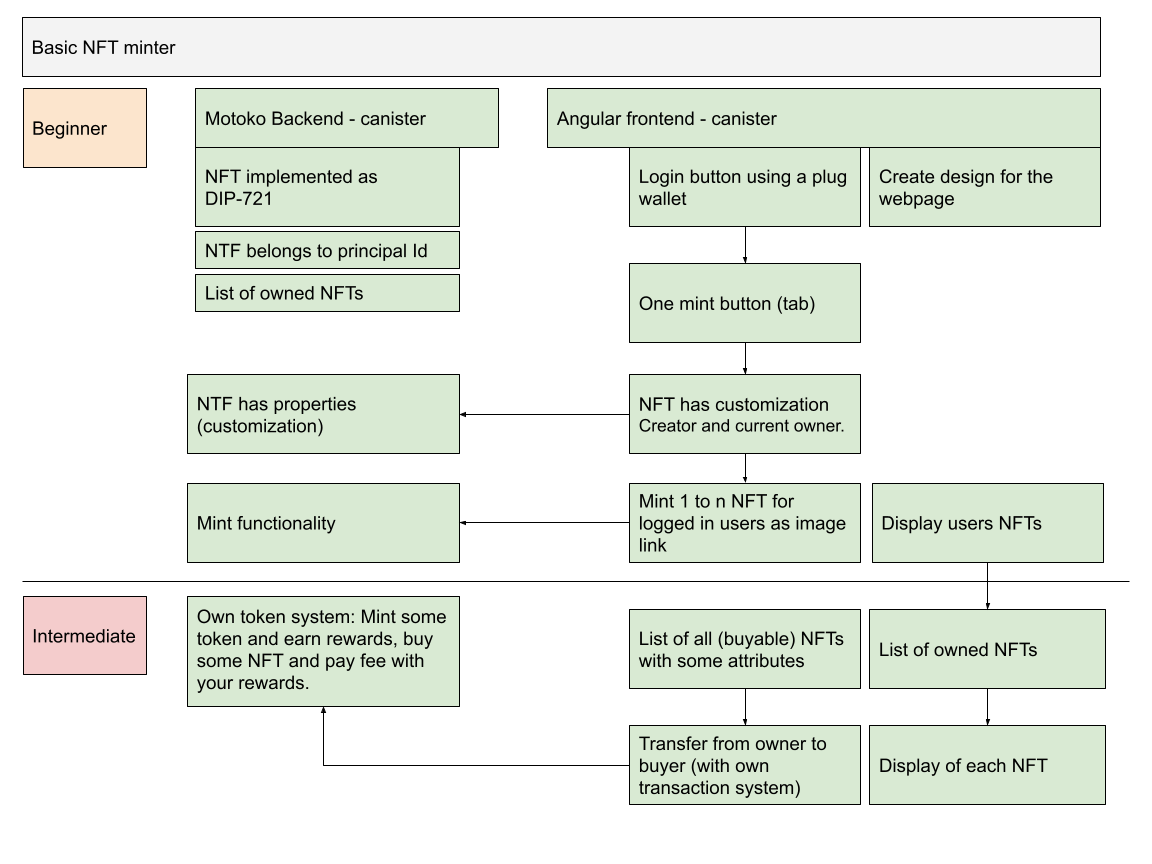 Basic NFT minter
Beginner
Motoko Backend - canister
Angular frontend - canister
NFT implemented as
DIP-721
Login button using a plug
wallet
Create design for the
webpage
NTF belongs to principal Id
List of owned NFTs
One mint button (tab)
NTF has properties
(customization)
NFT has customization
Creator and current owner.
Mint functionality
Mint 1 to n NFT for
logged in users as image
link
Display users NFTs
Intermediate
Own token system: Mint some
token and earn rewards, buy
some NFT and pay fee with
your rewards.
List of all (buyable) NFTs
with some attributes
List of owned NFTs
Transfer from owner to
buyer (with own
transaction system)
Display of each NFT